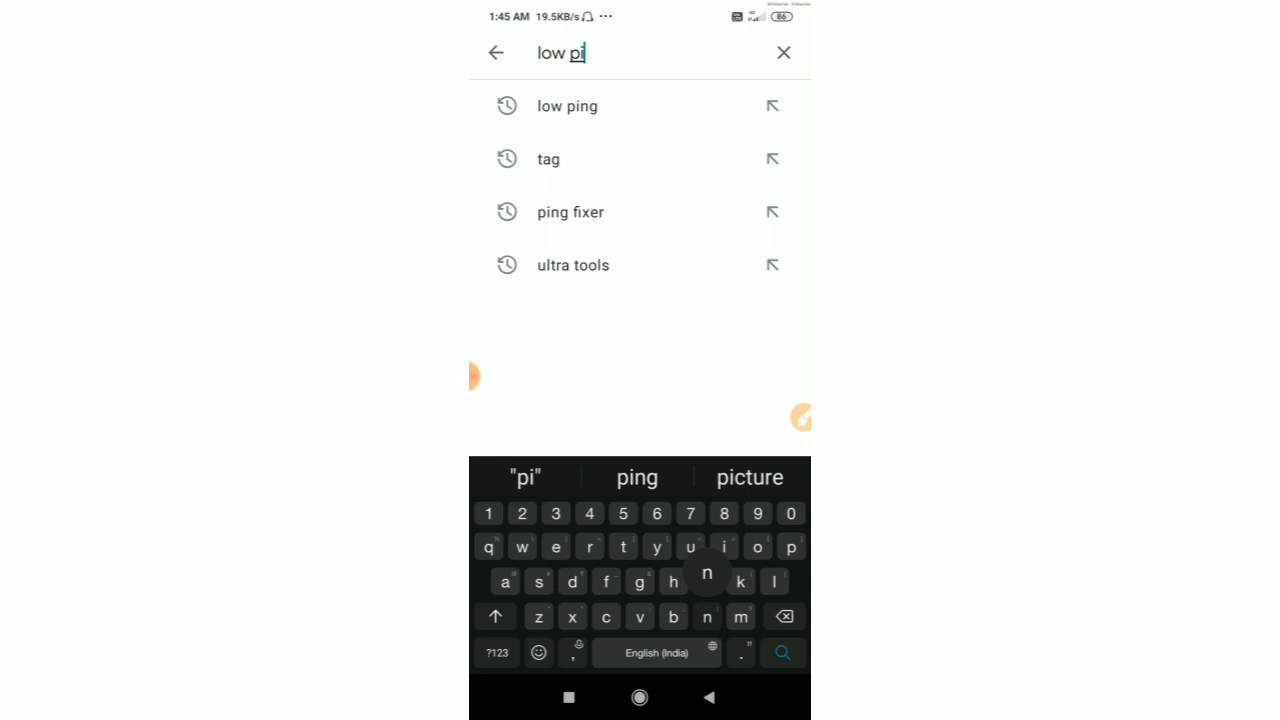 1:45 AM 19.5KB/s ... 86
low pi
low ping
tag
ping fixer
ultra tools
"pi" ping picture
1 2 3 4 5 6 7 8 9 0
q w e r t y u i o p
a s d f g h n k l
z x c v b n m
?123 , English (India) .